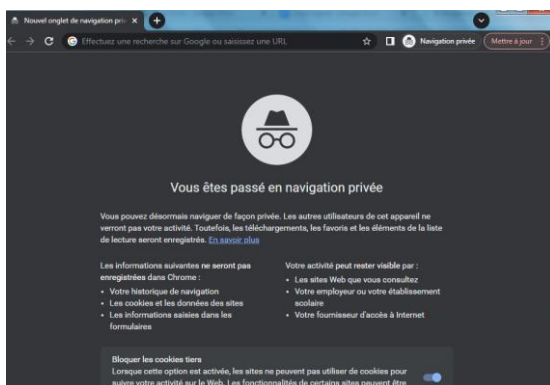 Nouvel onglet de navigation priv
Effectuez une recherche sur Google ou saisissez une URL
Navigation privée
Mettre à jour
Vous êtes passé en navigation privée
Vous pouvez désormais naviguer de façon privée. Les autres utilisateurs de cet appareil ne
verront pas votre activité. Toutefois, les téléchargements, les favoris et les éléments de la liste
de lecture seront enregistrés. En savoir plus
Les informations suivantes ne seront pas
enregistrées dans Chrome :
• Votre historique de navigation
• Les cookies et les données des sites
• Les informations saisies dans les
formulaires
Votre activité peut rester visible par :
• Les sites Web que vous consultez
• Votre employeur ou votre établissement
scolaire
• Votre fournisseur d'accès à Internet
Bloquer les cookies tiers
Lorsque cette option est activée, les sites ne peuvent pas utiliser de cookies pour
suivre votre activité sur le Web. Les fonctionnalités de certains sites peuvent être